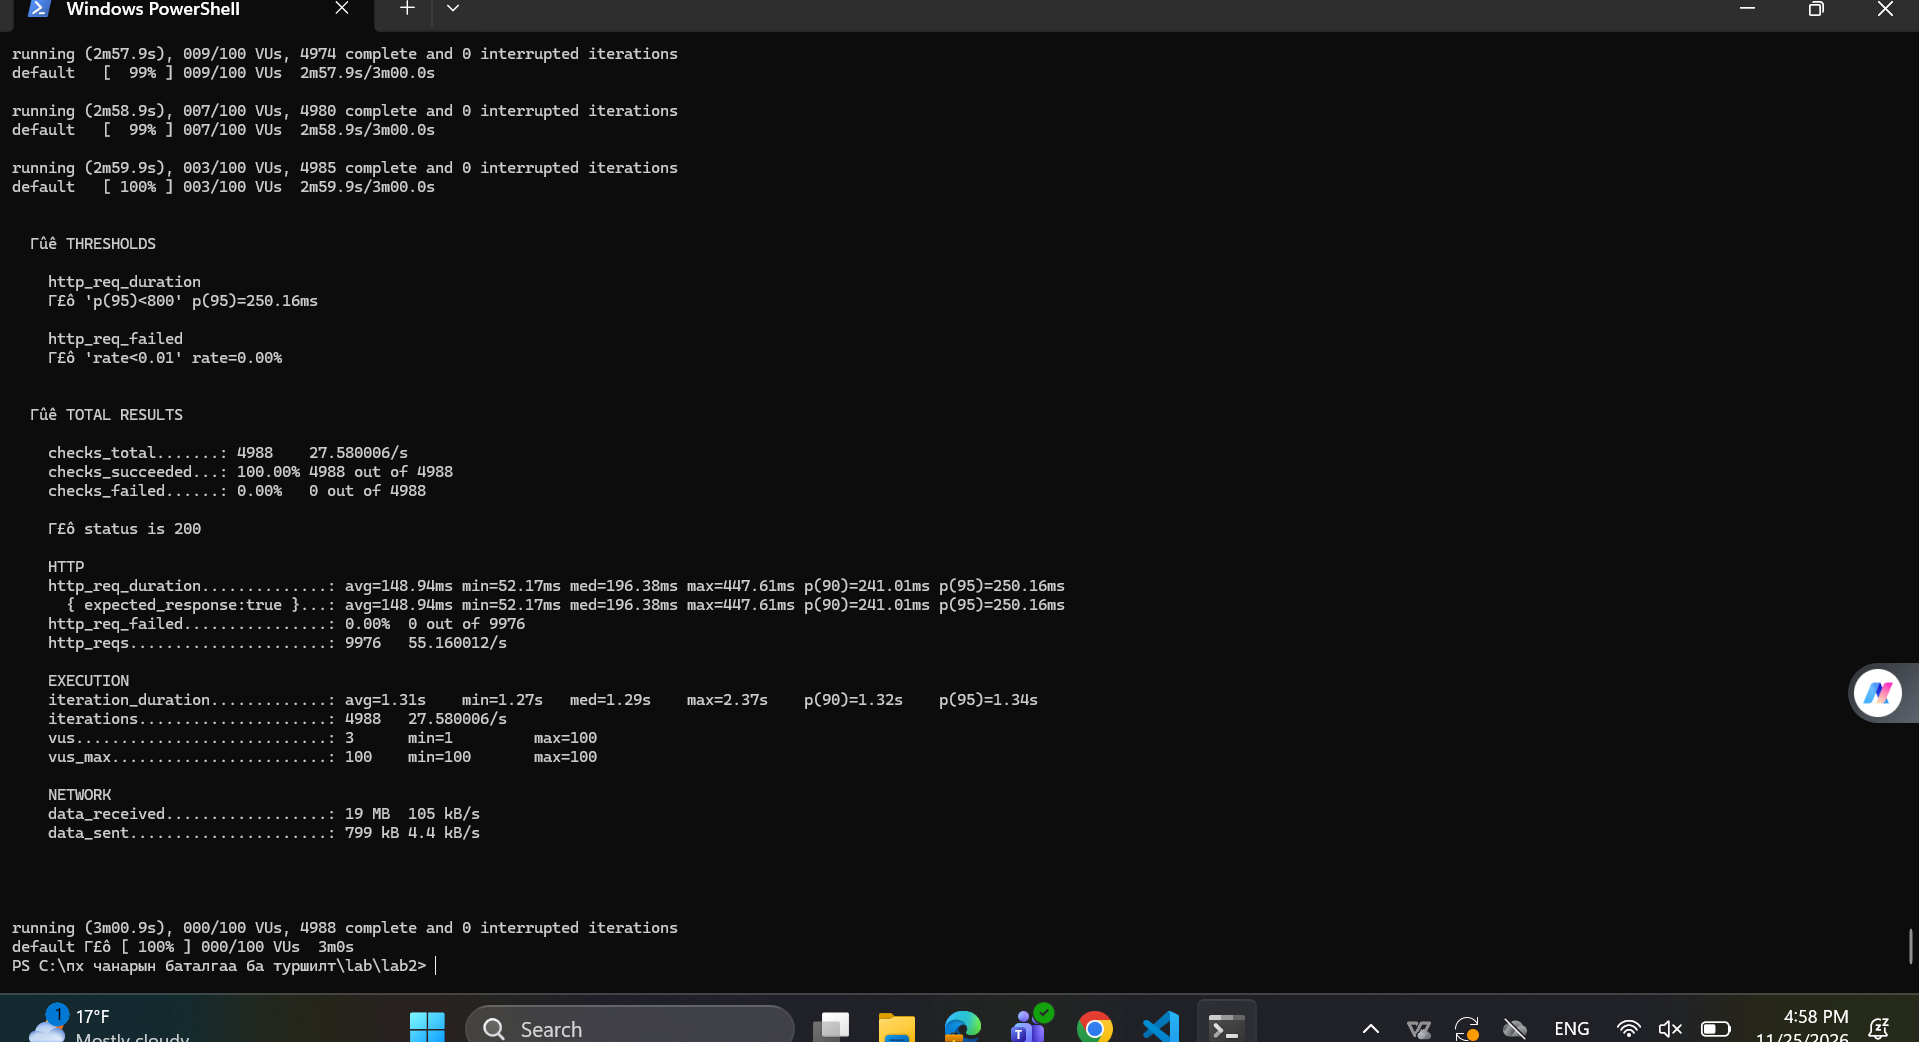 Windows PowerShell
running (2m57.9s), 009/100 VUs, 4974 complete and 0 interrupted iterations
default   [  99% ] 009/100 VUs  2m57.9s/3m00.0s
running (2m58.9s), 007/100 VUs, 4980 complete and 0 interrupted iterations
default   [  99% ] 007/100 VUs  2m58.9s/3m00.0s
running (2m59.9s), 003/100 VUs, 4985 complete and 0 interrupted iterations
default   [ 100% ] 003/100 VUs  2m59.9s/3m00.0s
Γûê THRESHOLDS
http_req_duration
Γ£ô 'p(95)<800' p(95)=250.16ms
http_req_failed
Γ£ô 'rate<0.01' rate=0.00%
Γûê TOTAL RESULTS
checks_total.......: 4988    27.580006/s
checks_succeeded...: 100.00% 4988 out of 4988
checks_failed......: 0.00%   0 out of 4988
Γ£ô status is 200
HTTP
http_req_duration..............: avg=148.94ms min=52.17ms med=196.38ms max=447.61ms p(90)=241.01ms p(95)=250.16ms
{ expected_response:true }...: avg=148.94ms min=52.17ms med=196.38ms max=447.61ms p(90)=241.01ms p(95)=250.16ms
http_req_failed................: 0.00%  0 out of 9976
http_reqs......................: 9976   55.160012/s
EXECUTION
iteration_duration.............: avg=1.31s    min=1.27s   med=1.29s    max=2.37s    p(90)=1.32s    p(95)=1.34s
iterations.....................: 4988   27.580006/s
vus............................: 3      min=1         max=100
vus_max........................: 100    min=100       max=100
NETWORK
data_received..................: 19 MB  105 kB/s
data_sent......................: 799 kB 4.4 kB/s
running (3m00.9s), 000/100 VUs, 4988 complete and 0 interrupted iterations
default Γ£ô [ 100% ] 000/100 VUs  3m0s
PS C:\пх чанарын баталгаа ба туршилт\lab\lab2>
1
17°F
Mostly cloudy
Search
ENG
4:58 PM
11/25/2026